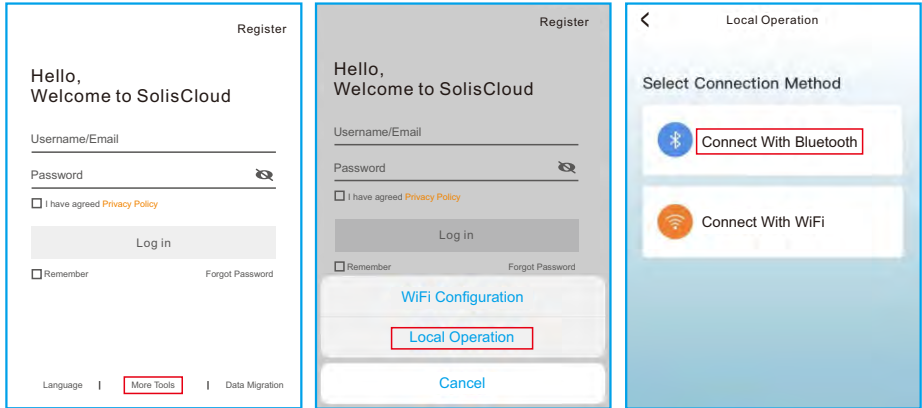 Register
Hello,
Welcome to SolisCloud
Username/Email
Password
I have agreed Privacy Policy
Log in
Remember Forgot Password
Language | More Tools | Data Migration
Register
Hello,
Welcome to SolisCloud
Username/Email
Password
I have agreed Privacy Policy
Log in
Remember Forgot Password
WiFi Configuration
Local Operation
Cancel
Local Operation
Select Connection Method
Connect With Bluetooth
Connect With WiFi